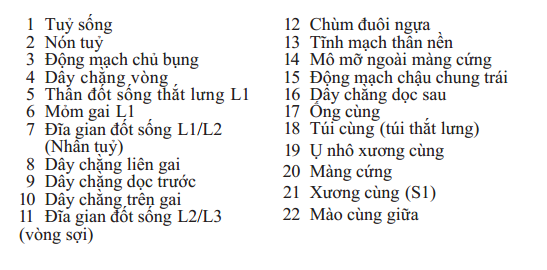 1 Tuỷ sống
2 Nón tuỷ
3 Động mạch chủ bụng
4 Dây chằng vòng
5 Thân đốt sống thắt lưng L1
6 Mỏm gai L1
7 Đĩa gian đốt sống L1/L2
(Nhân tuỷ)
8 Dây chằng liên gai
9 Dây chằng dọc trước
10 Dây chằng trên gai
11 Đĩa gian đốt sống L2/L3
(vòng sợi)
12 Chùm đuôi ngựa
13 Tĩnh mạch thân nền
14 Mô mỡ ngoài màng cứng
15 Động mạch chậu chung trái
16 Dây chằng dọc sau
17 Ống cùng
18 Túi cùng (túi thắt lưng)
19 Ụ nhô xương cùng
20 Màng cứng
21 Xương cùng (S1)
22 Mào cùng giữa